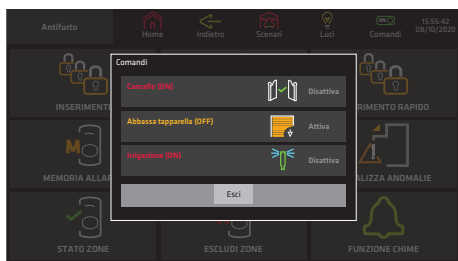 Antifurto
Home
Indietro
Scenari
Luci
ON
Comandi
15:55:42
08/10/2020
INSERIMENT
RIMENTO RAPIDO
Comandi
Cancello (ON)
Disattiva
Abbassa tapparella (OFF)
Attiva
Irrigazione (ON)
Disattiva
Esci
M
MEMORIA ALLAR
ALIZZA ANOMALIE
STATO ZONE
ESCLUDI ZONE
FUNZIONE CHIME